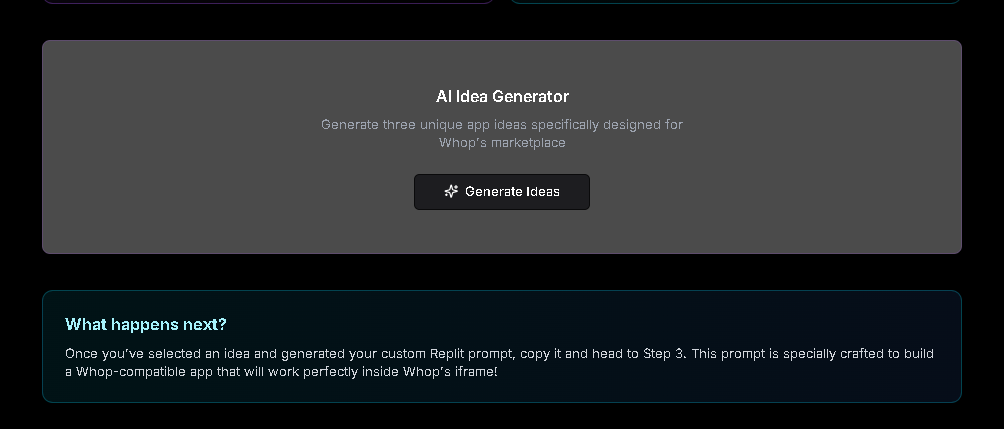 AI Idea Generator
Generate three unique app ideas specifically designed for
Whop's marketplace
Generate Ideas
What happens next?
Once you've selected an idea and generated your custom Replit prompt, copy it and head to Step 3. This prompt is specially crafted to build
a Whop-compatible app that will work perfectly inside Whop's iframe!